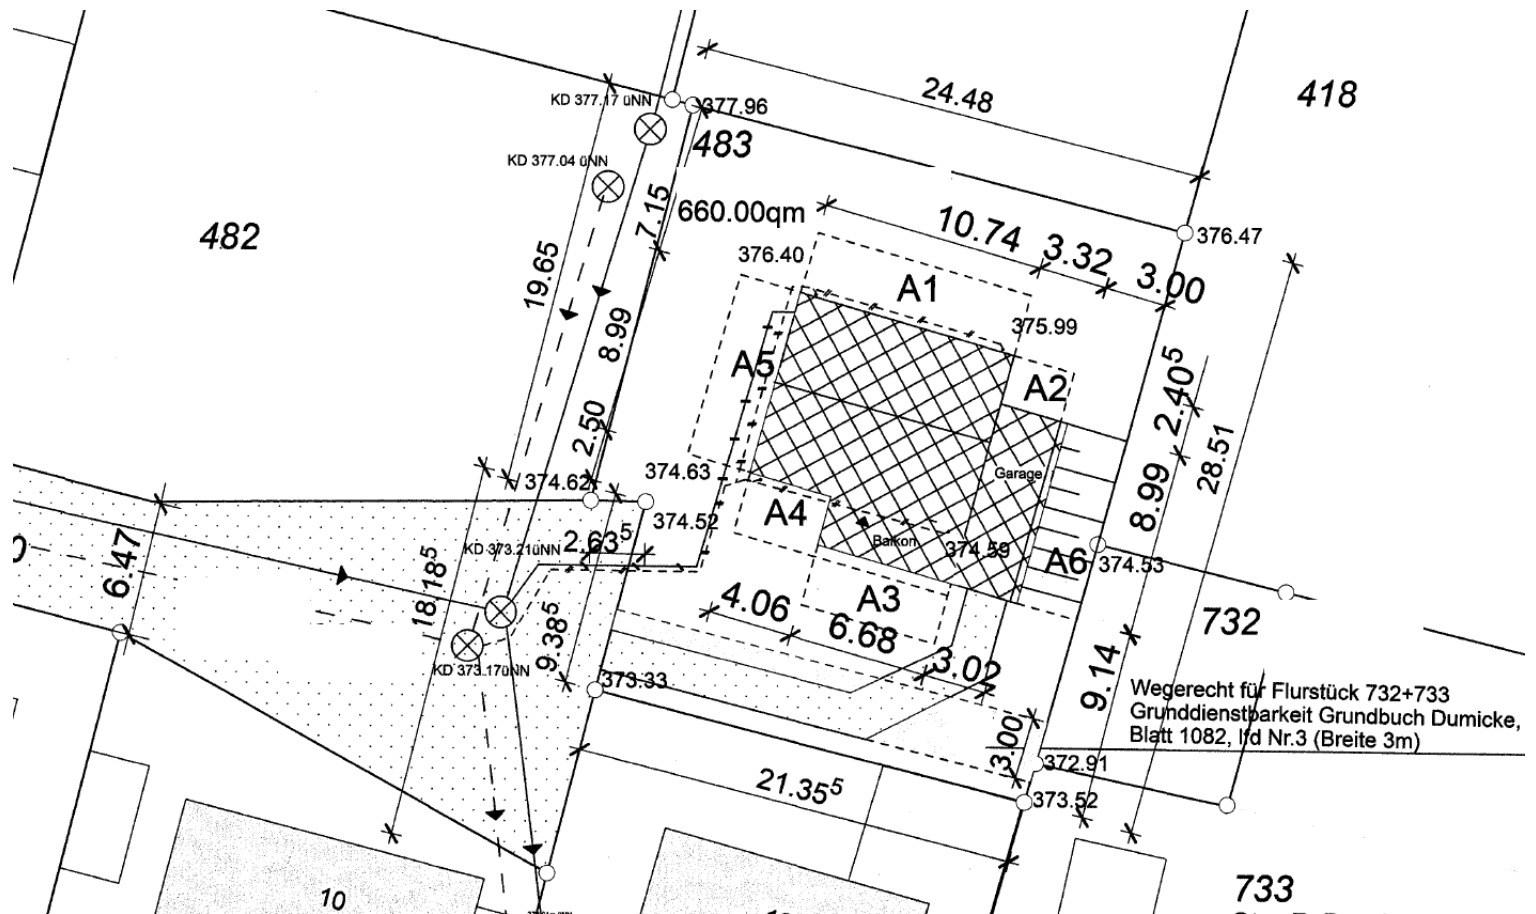 24.48
418
KD 377.17 üNN
377.96
483
KD 377.04 üNN
7.15
660.00qm
10.74
3.32
3.00
376.47
482
19.65
376.40
A1
375.99
8.99
A5
A2
2.40⁵
28.51
2.50
374.62
374.63
Garage
8.99
A4
374.52
Balkon
374.59
A6
374.53
6.47
KD 373.21üNN
2.63⁵
18.18⁵
A3
4.06
6.68
732
9.38⁵
KD 373.17üNN
373.33
3.02
9.14
Wegerecht für Flurstück 732+733
Grunddienstbarkeit Grundbuch Dumicke,
Blatt 1082, lfd Nr.3 (Breite 3m)
3.00
372.91
21.35⁵
373.52
10
733